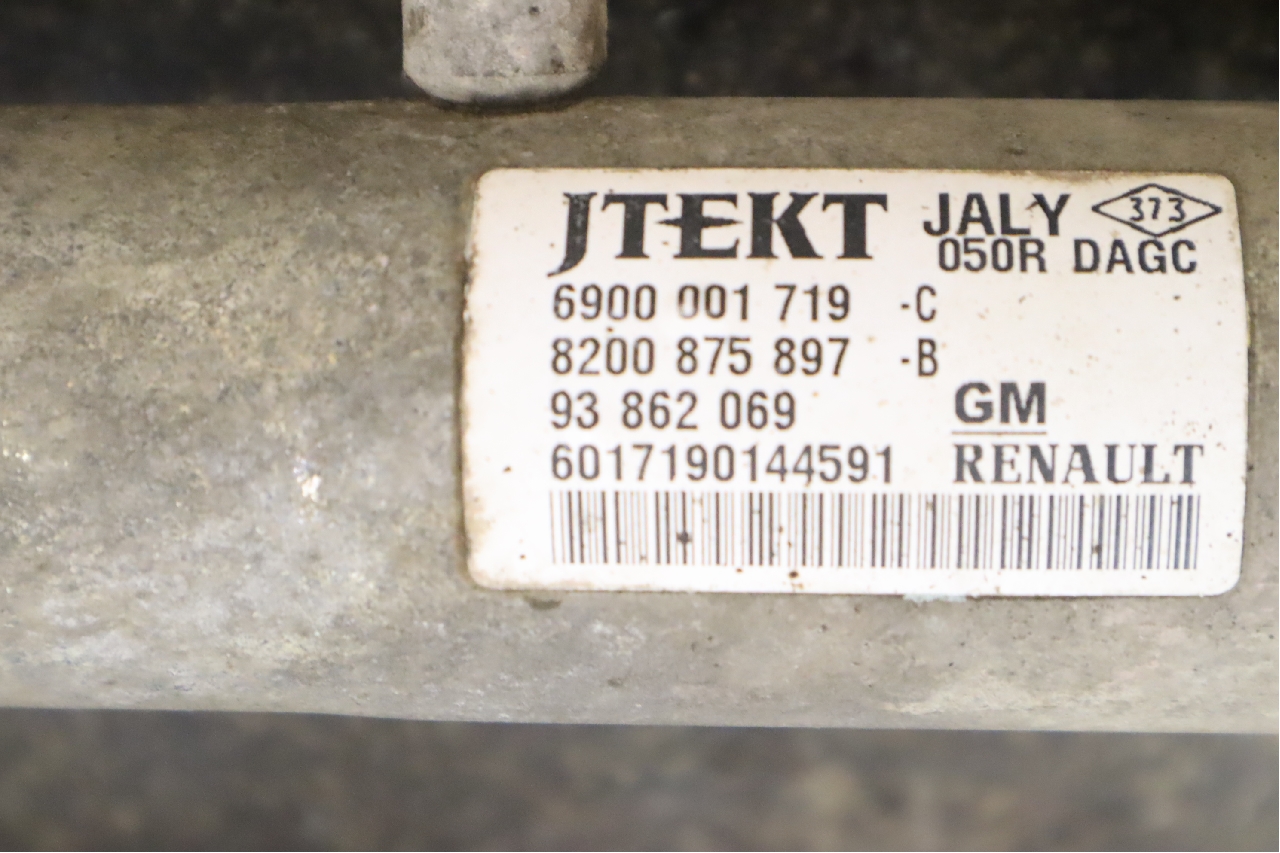 JTEKT JALY 373
050R DAGC
6900 001 719 -C
8200 875 897 -B
93 862 069 GM
6017190144591 RENAULT